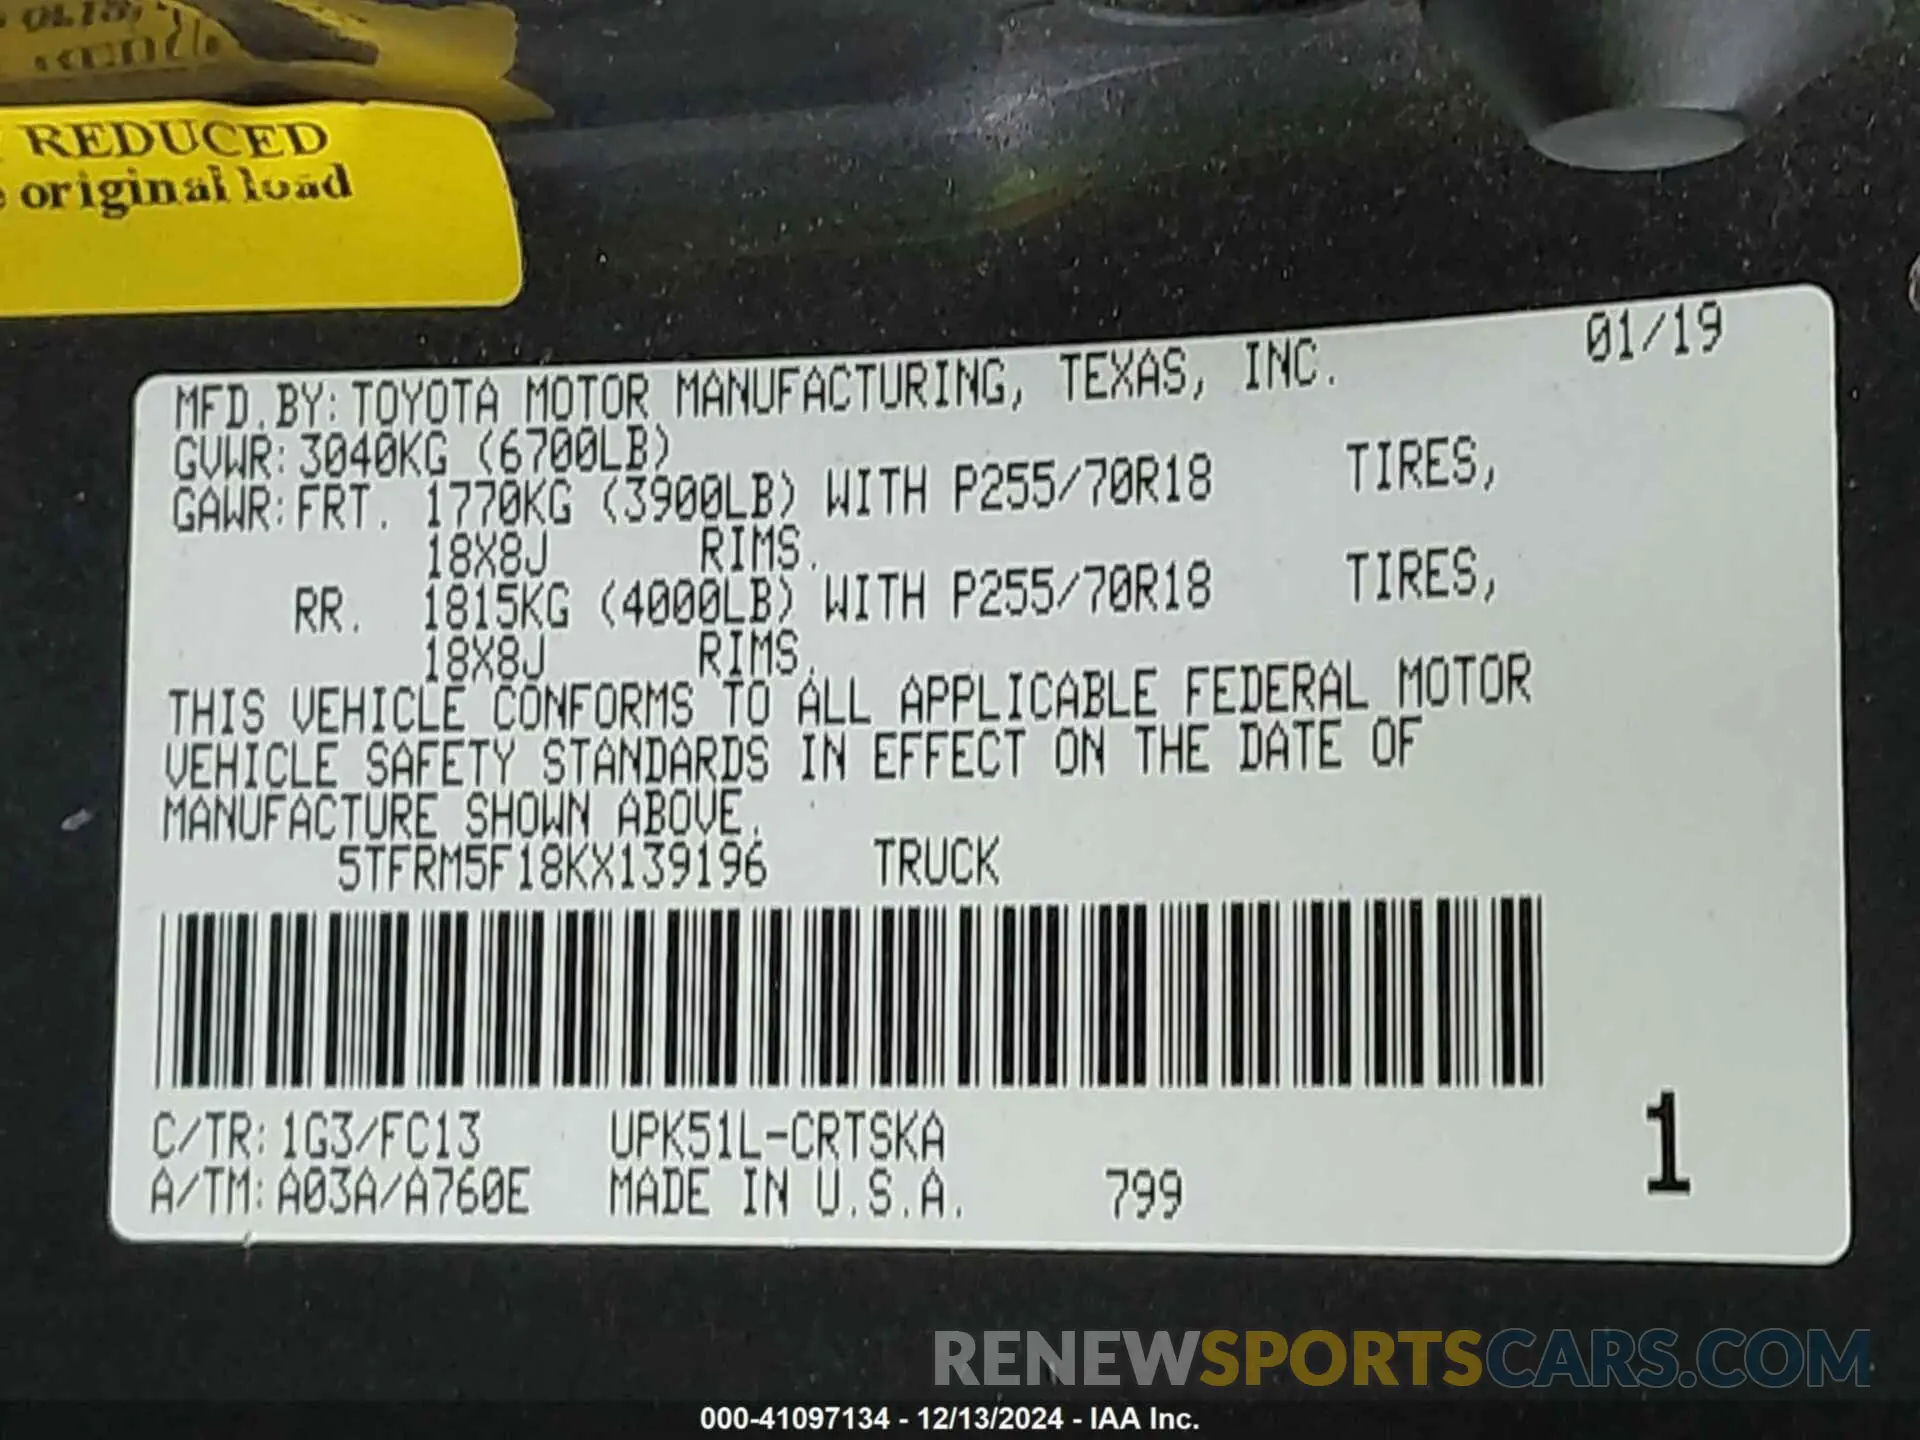 REDUCED
original load
01/19
MFD.BY:TOYOTA MOTOR MANUFACTURING, TEXAS, INC.
GVWR:3040KG (6700LB)
GAWR:FRT. 1770KG (3900LB) WITH P255/70R18 TIRES,
18X8J RIMS.
RR. 1815KG (4000LB) WITH P255/70R18 TIRES,
18X8J RIMS.
THIS VEHICLE CONFORMS TO ALL APPLICABLE FEDERAL MOTOR
VEHICLE SAFETY STANDARDS IN EFFECT ON THE DATE OF
MANUFACTURE SHOWN ABOVE.
5TFRM5F18KX139196 TRUCK
C/TR:1G3/FC13 UPK51L-CRTSKA
A/TM:A03A/A760E MADE IN U.S.A. 799
1
RENEWSPORTSCARS.COM
000-41097134 - 12/13/2024 - IAA Inc.